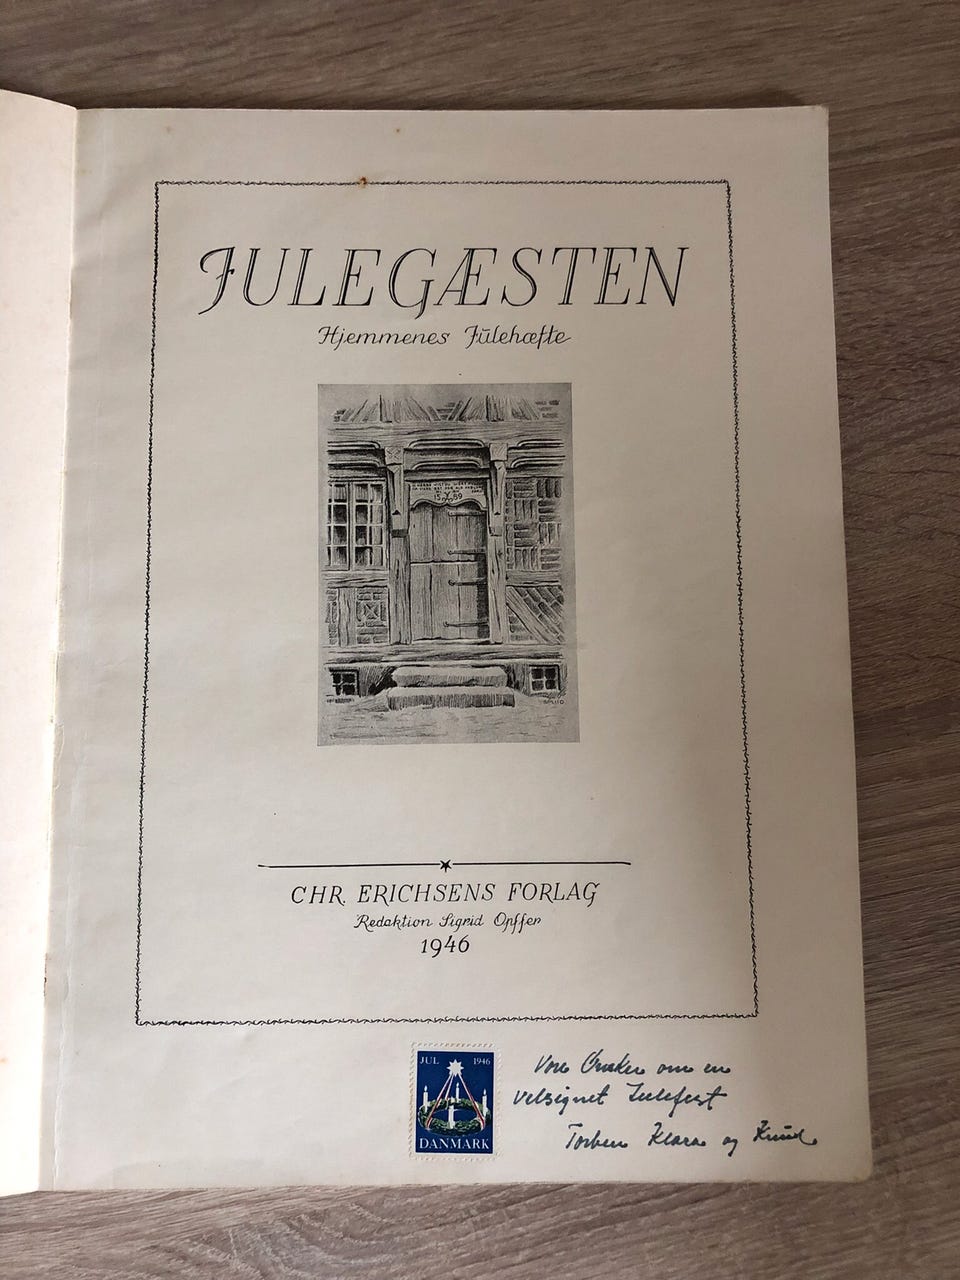 JULEGÆSTEN
Hjemmenes Julehæfte
1589
CHR. ERICHSENS FORLAG
Redaktion Sigrid Opffer
1946
JUL 1946
DANMARK
Vore Ønsker om en
velsignet Julefest
Torben Klara og Knud